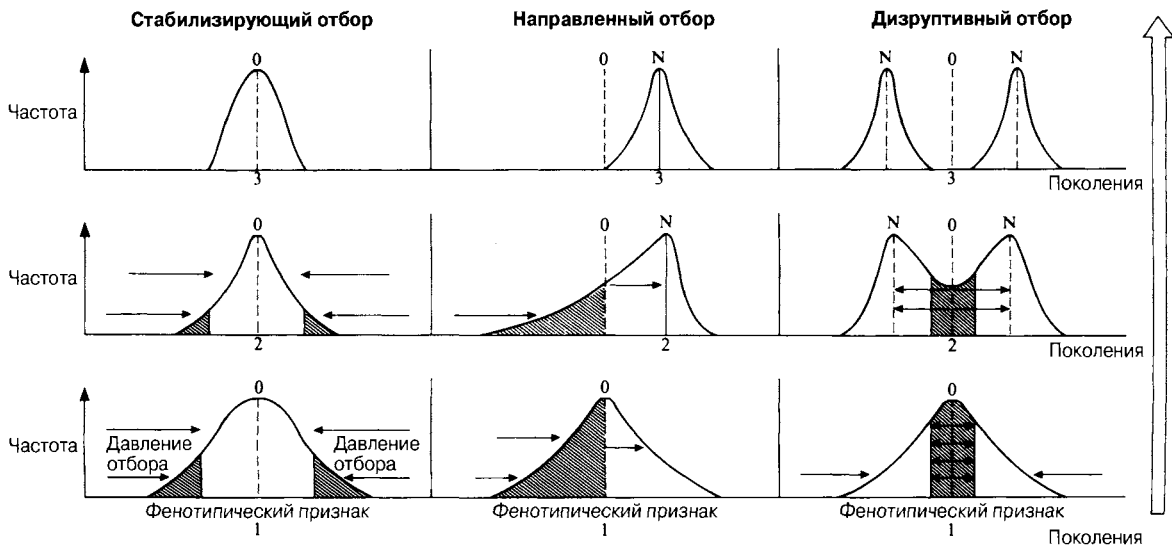 Стабилизирующий отбор Направленный отбор Дизруптивный отбор
0 0 N N 0 N
Частота
3 3 3
Поколения
0 0 N N 0 N
Частота
2 2 2
Поколения
0 0 0
Частота
Давление отбора Давление отбора
Фенотипический признак Фенотипический признак Фенотипический признак
1 1 1
Поколения